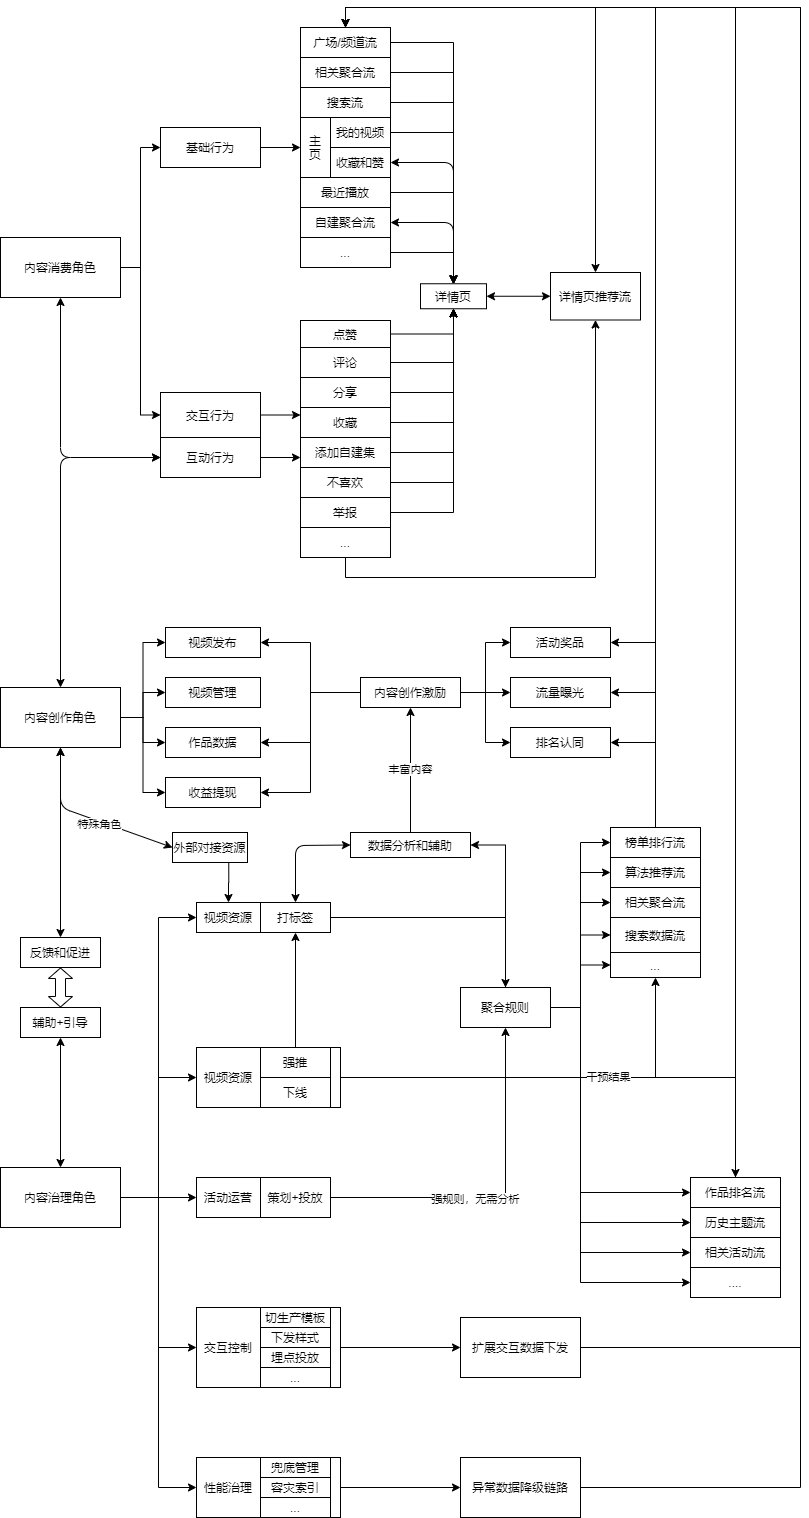 广场/频道流
相关聚合流
搜索流
主
页
我的视频
收藏和赞
最近播放
自建聚合流
...
基础行为
内容消费角色
详情页
详情页推荐流
点赞
评论
分享
收藏
添加自建集
不喜欢
举报
...
交互行为
互动行为
内容创作角色
视频发布
视频管理
作品数据
收益提现
内容创作激励
活动奖品
流量曝光
排名认同
丰富内容
特殊角色
外部对接资源
数据分析和辅助
榜单排行流
算法推荐流
相关聚合流
搜索数据流
...
视频资源
打标签
反馈和促进
辅助+引导
聚合规则
视频资源
强推
下线
干预结果
内容治理角色
活动运营
策划+投放
强规则，无需分析
作品排名流
历史主题流
相关活动流
....
交互控制
切生产模板
下发样式
埋点投放
...
扩展交互数据下发
性能治理
兜底管理
容灾索引
...
异常数据降级链路